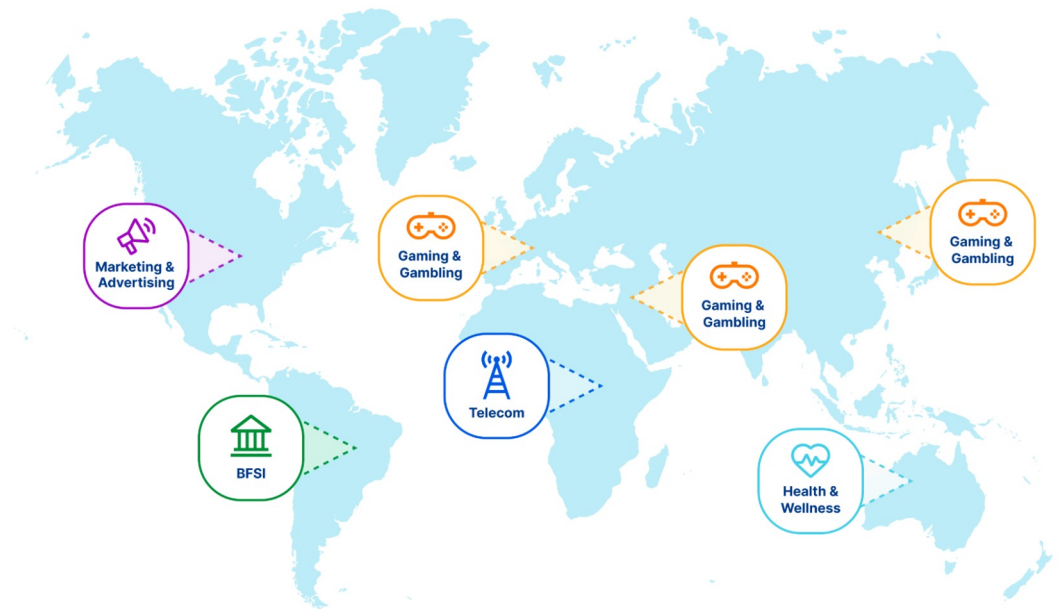 Marketing &
Advertising
Gaming &
Gambling
Gaming &
Gambling
Gaming &
Gambling
Telecom
BFSI
Health &
Wellness